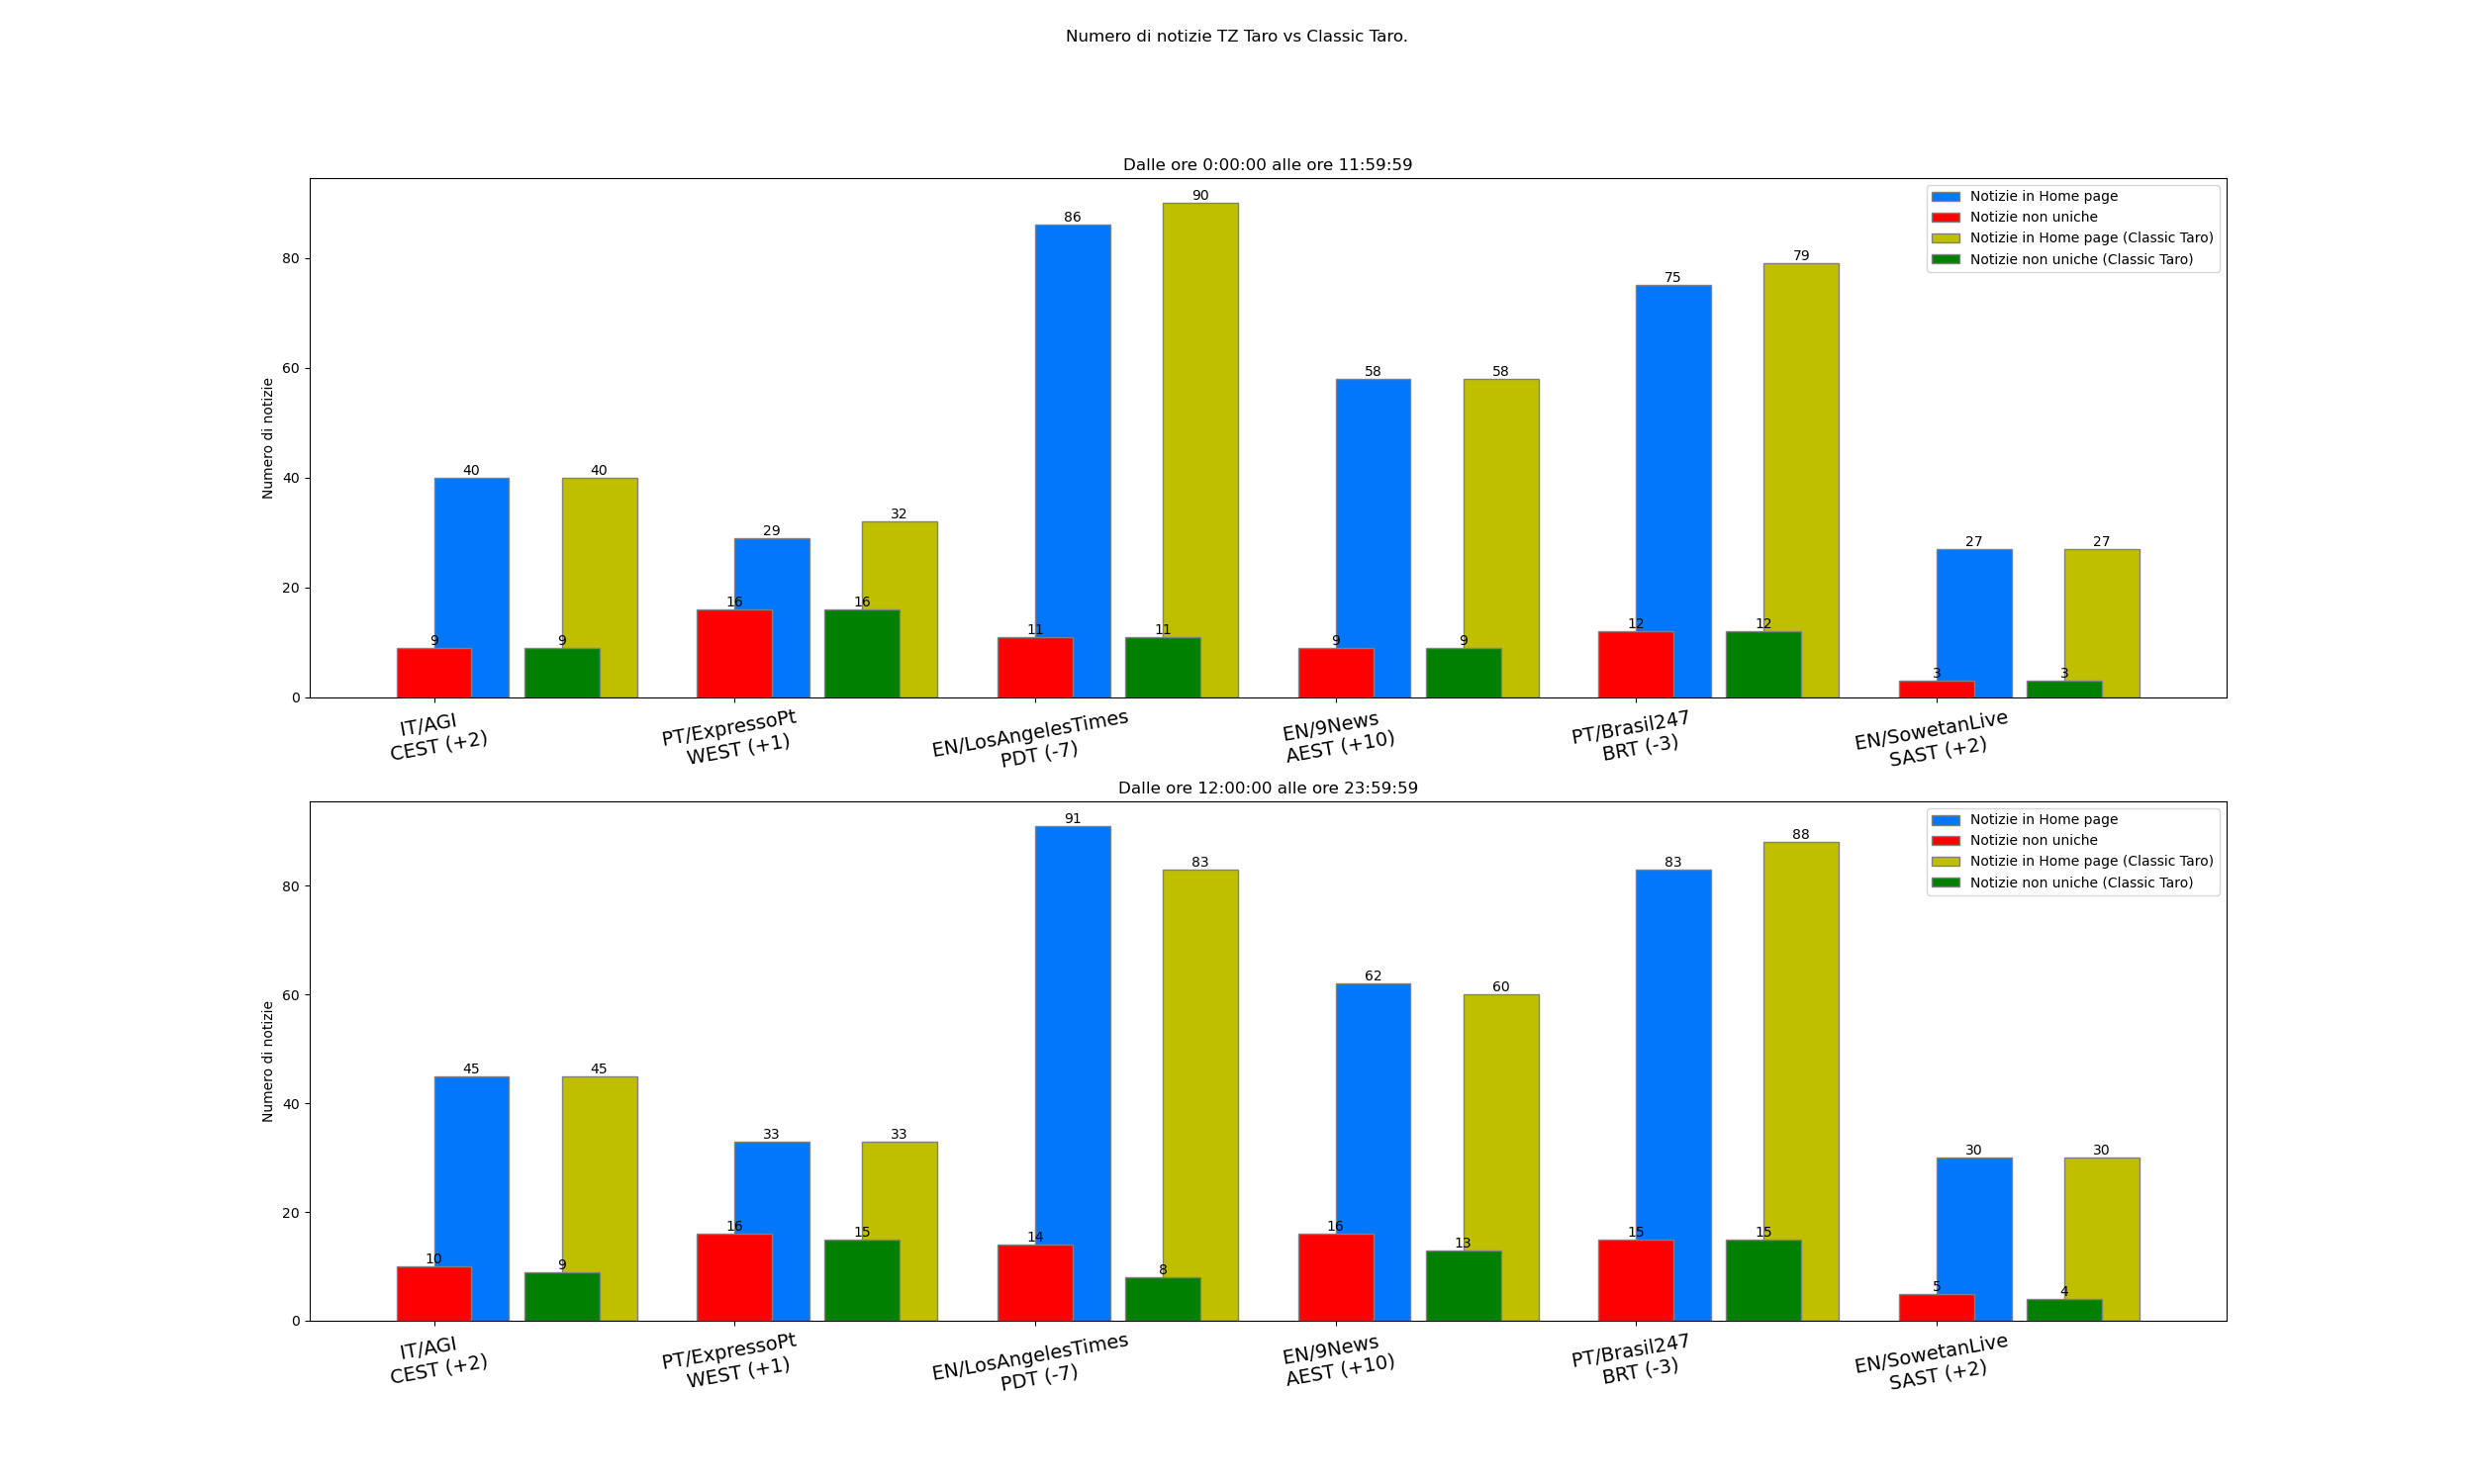 Numero di notizie TZ Taro vs Classic Taro.
Dalle ore 0:00:00 alle ore 11:59:59
Notizie in Home page
Notizie non uniche
Notizie in Home page (Classic Taro)
Notizie non uniche (Classic Taro)
Numero di notizie
80
60
40
20
0
40
40
29
32
86
90
58
58
75
79
27
27
9
9
16
16
11
11
9
9
12
12
3
3
IT/AGI
CEST (+2)
PT/ExpressoPt
WEST (+1)
EN/LosAngelesTimes
PDT (-7)
EN/9News
AEST (+10)
PT/Brasil247
BRT (-3)
EN/SowetanLive
SAST (+2)
Dalle ore 12:00:00 alle ore 23:59:59
Notizie in Home page
Notizie non uniche
Notizie in Home page (Classic Taro)
Notizie non uniche (Classic Taro)
Numero di notizie
80
60
40
20
0
45
45
33
33
91
83
62
60
83
88
30
30
10
9
16
15
14
8
16
13
15
15
5
4
IT/AGI
CEST (+2)
PT/ExpressoPt
WEST (+1)
EN/LosAngelesTimes
PDT (-7)
EN/9News
AEST (+10)
PT/Brasil247
BRT (-3)
EN/SowetanLive
SAST (+2)